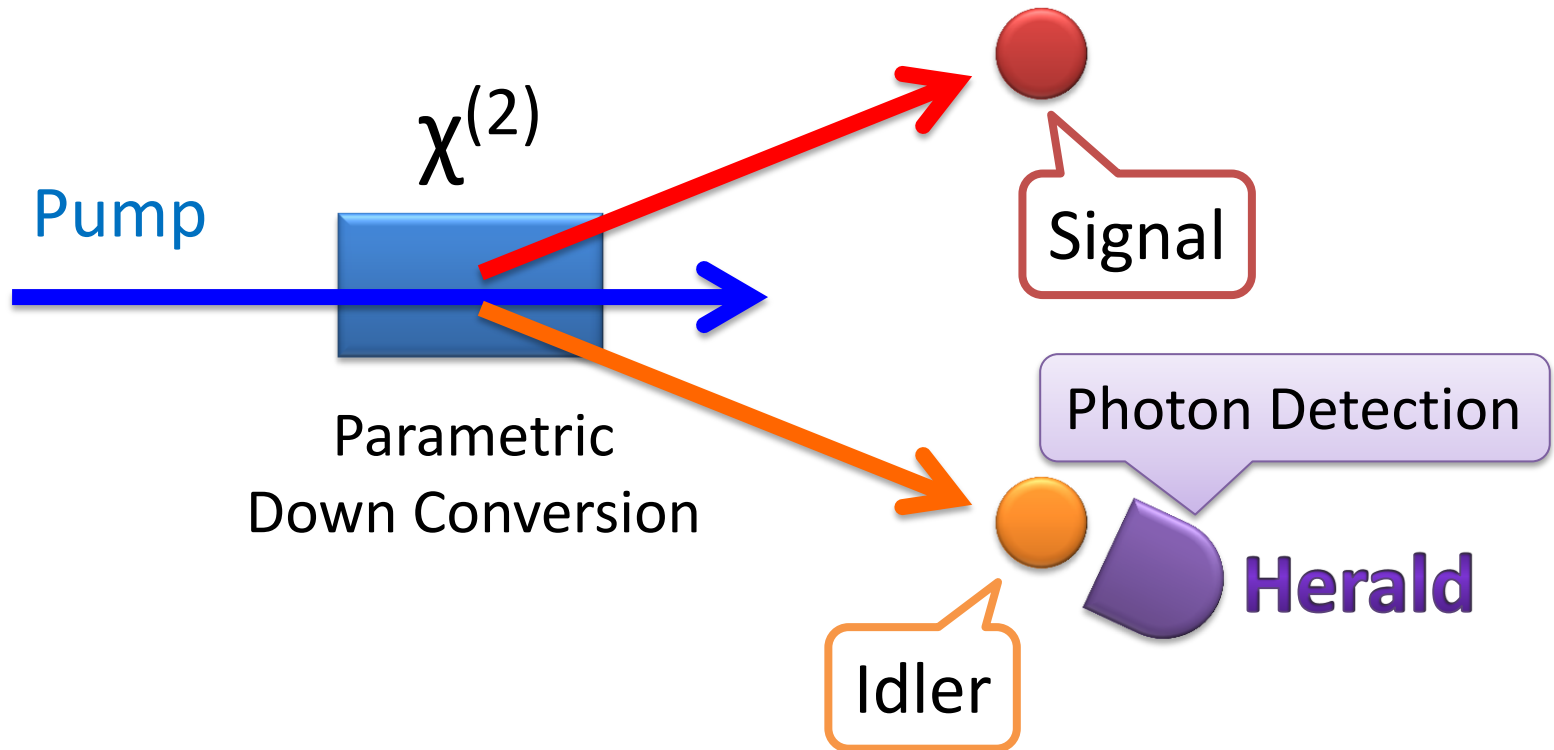 χ(2)
Pump
Signal
Photon Detection
Parametric
Down Conversion
Herald
Idler